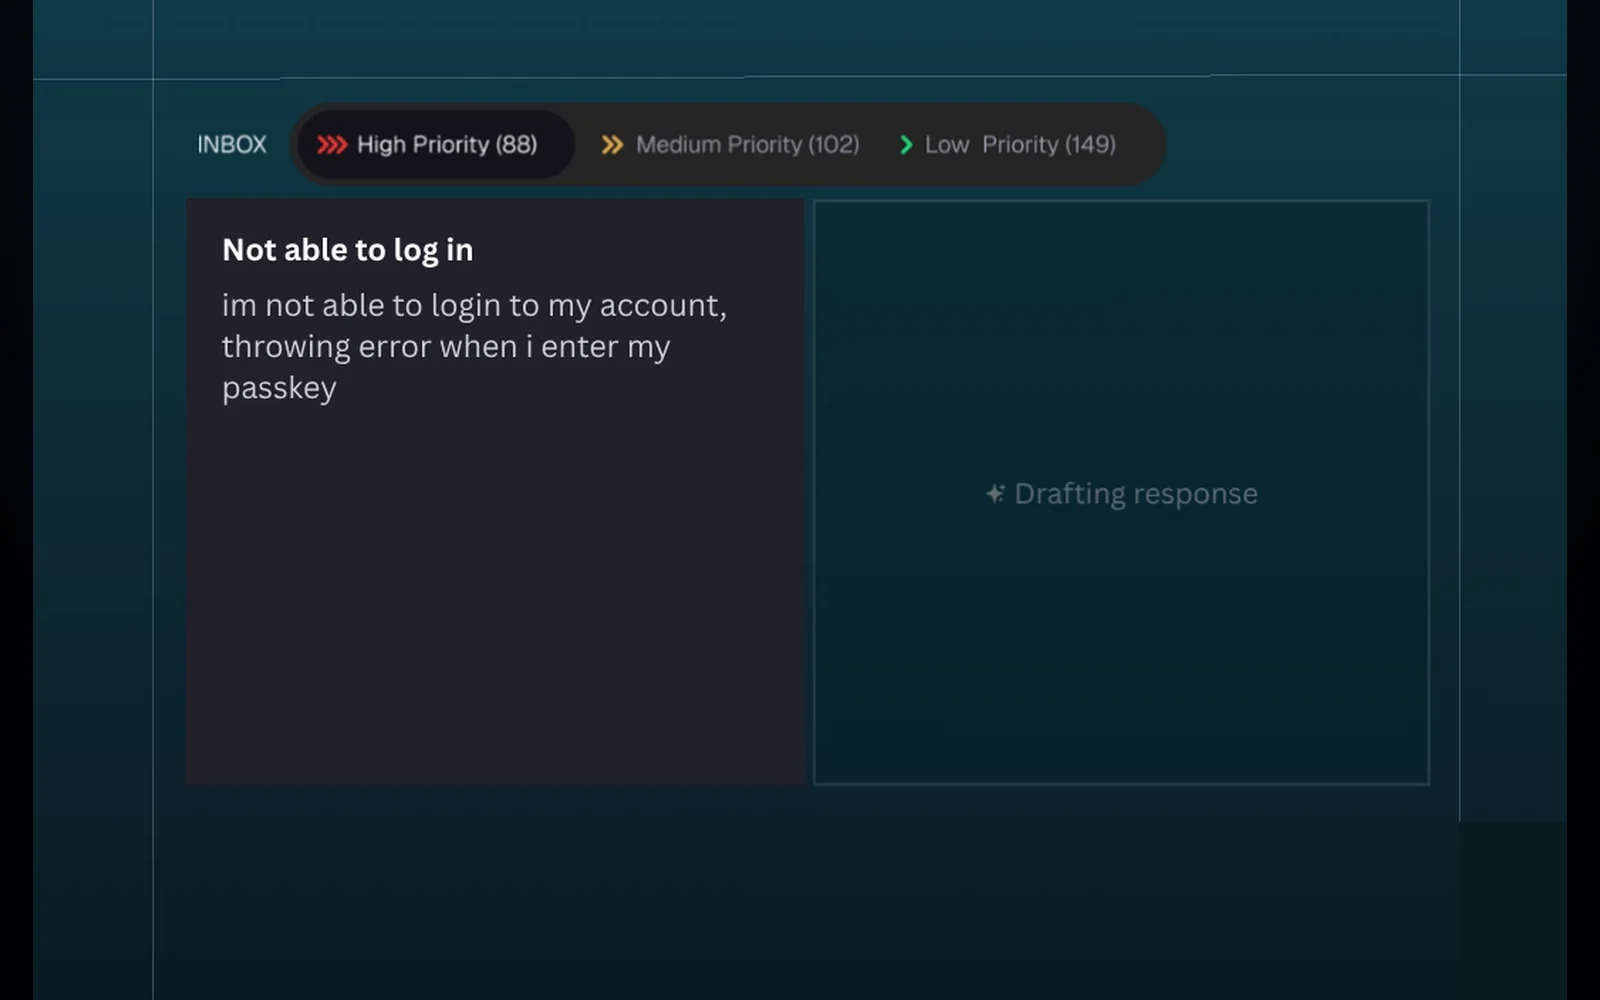 INBOX High Priority (88) Medium Priority (102) Low Priority (149)
Not able to log in
im not able to login to my account,
throwing error when i enter my
passkey
Drafting response